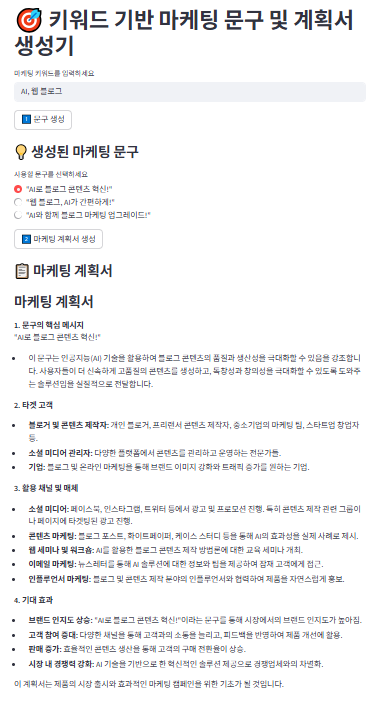 🎯 키워드 기반 마케팅 문구 및 계획서
생성기
마케팅 키워드를 입력하세요
AI, 웹 블로그
1️⃣ 문구 생성
💡 생성된 마케팅 문구
사용할 문구를 선택하세요
"AI로 블로그 콘텐츠 혁신!"
"웹 블로그, AI가 간편하게!"
"AI와 함께 블로그 마케팅 업그레이드!"
2️⃣ 마케팅 계획서 생성
📋 마케팅 계획서
마케팅 계획서
1. 문구의 핵심 메시지
"AI로 블로그 콘텐츠 혁신!"
• 이 문구는 인공지능(AI) 기술을 활용하여 블로그 콘텐츠의 품질과 생산성을 극대화할 수 있음을 강조합니
다. 사용자들이 더 신속하게 고품질의 콘텐츠를 생성하고, 독창성과 창의성을 극대화할 수 있도록 도와주
는 솔루션임을 실질적으로 전달합니다.
2. 타겟 고객
• 블로거 및 콘텐츠 제작자: 개인 블로거, 프리랜서 콘텐츠 제작자, 중소기업의 마케팅 팀, 스타트업 창업자
등.
• 소셜 미디어 관리자: 다양한 플랫폼에서 콘텐츠를 관리하고 운영하는 전문가들.
• 기업: 블로그 및 온라인 마케팅을 통해 브랜드 이미지 강화와 트래픽 증가를 원하는 기업.
3. 활용 채널 및 매체
• 소셜 미디어: 페이스북, 인스타그램, 트위터 등에서 광고 및 프로모션 진행. 특히 콘텐츠 제작 관련 그룹이
나 페이지에 타겟팅된 광고 진행.
• 콘텐츠 마케팅: 블로그 포스트, 화이트페이퍼, 케이스 스터디 등을 통해 AI의 효과성을 실제 사례로 제시.
• 웹 세미나 및 워크숍: AI를 활용한 블로그 콘텐츠 제작 방법론에 대한 교육 세미나 개최.
• 이메일 마케팅: 뉴스레터를 통해 AI 솔루션에 대한 정보와 팁을 제공하여 잠재 고객에게 접근.
• 인플루언서 마케팅: 블로그 및 콘텐츠 제작 분야의 인플루언서와 협력하여 제품을 자연스럽게 홍보.
4. 기대 효과
• 브랜드 인지도 상승: "AI로 블로그 콘텐츠 혁신!"이라는 문구를 통해 시장에서의 브랜드 인지도가 높아짐.
• 고객 참여 증대: 다양한 채널을 통해 고객과의 소통을 늘리고, 피드백을 반영하여 제품 개선에 활용.
• 판매 증가: 효율적인 콘텐츠 생산을 통해 고객의 구매 전환율이 상승.
• 시장 내 경쟁력 강화: AI 기술을 기반으로 한 혁신적인 솔루션 제공으로 경쟁업체와의 차별화.
이 계획서는 제품의 시장 출시와 효과적인 마케팅 캠페인을 위한 기초가 될 것입니다.